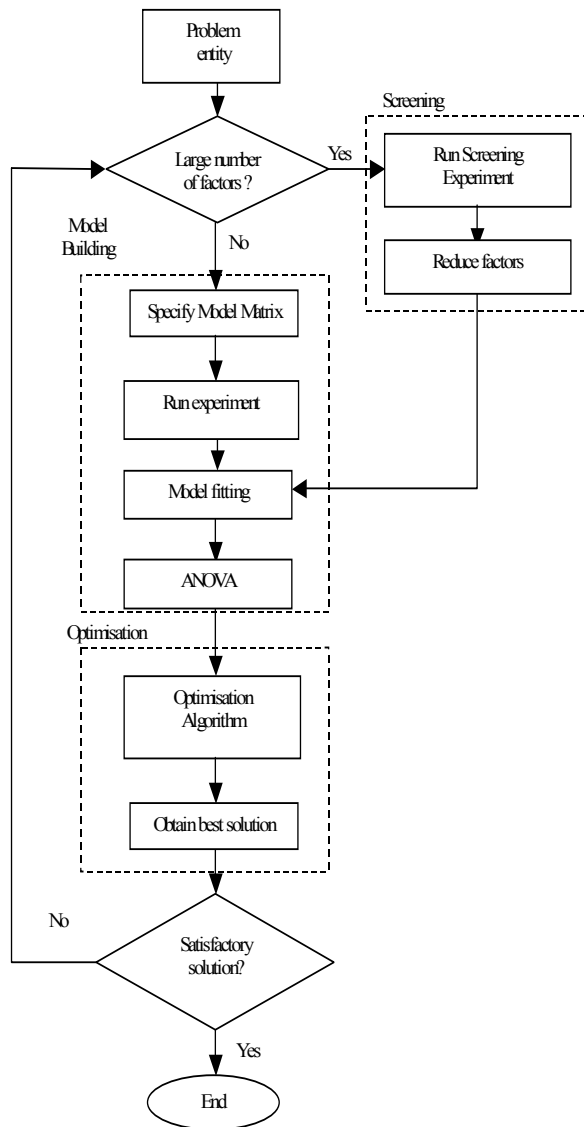 Problem
entity
Screening
Large number
of factors ?
Yes
Run Screening
Experiment
Model
Building
No
Reduce factors
Specify Model Matrix
Run experiment
Model fitting
ANOVA
Optimisation
Optimisation
Algorithm
Obtain best solution
No
Satisfactory
solution?
Yes
End